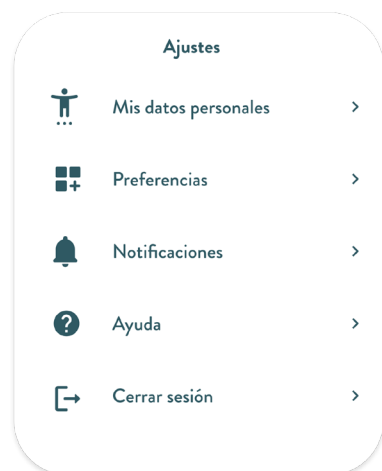 Ajustes
Mis datos personales
Preferencias
Notificaciones
Ayuda
Cerrar sesión